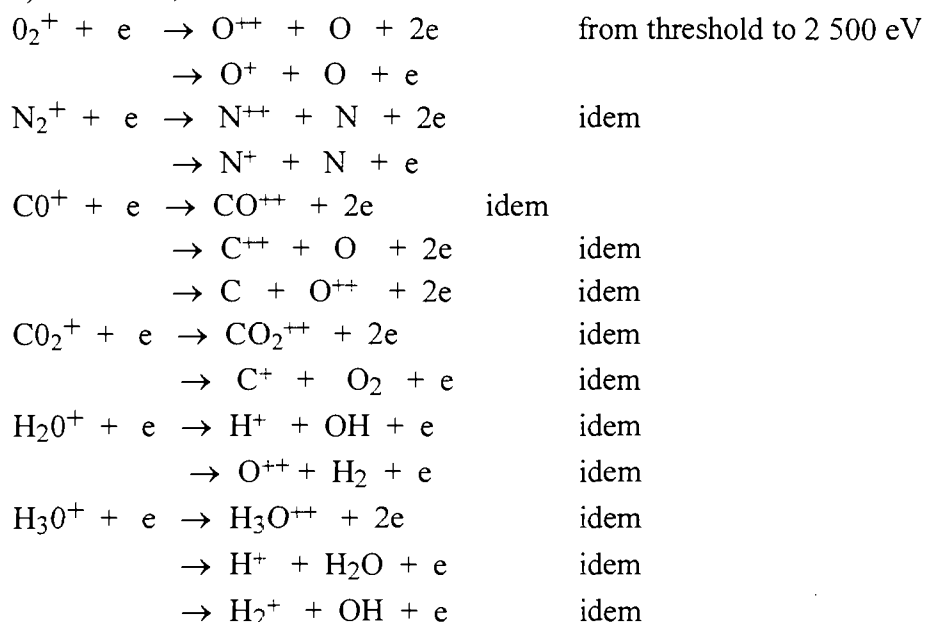 0₂⁺ + e → O⁺⁺ + O + 2e from threshold to 2 500 eV
→ O⁺ + O + e
N₂⁺ + e → N⁺⁺ + N + 2e idem
→ N⁺ + N + e
C0⁺ + e → CO⁺⁺ + 2e idem
→ C⁺⁺ + O + 2e idem
→ C + O⁺⁺ + 2e idem
C0₂⁺ + e → CO₂⁺⁺ + 2e idem
→ C⁺ + O₂ + e idem
H₂0⁺ + e → H⁺ + OH + e idem
→ O⁺⁺ + H₂ + e idem
H₃0⁺ + e → H₃O⁺⁺ + 2e idem
→ H⁺ + H₂O + e idem
→ H₂⁺ + OH + e idem